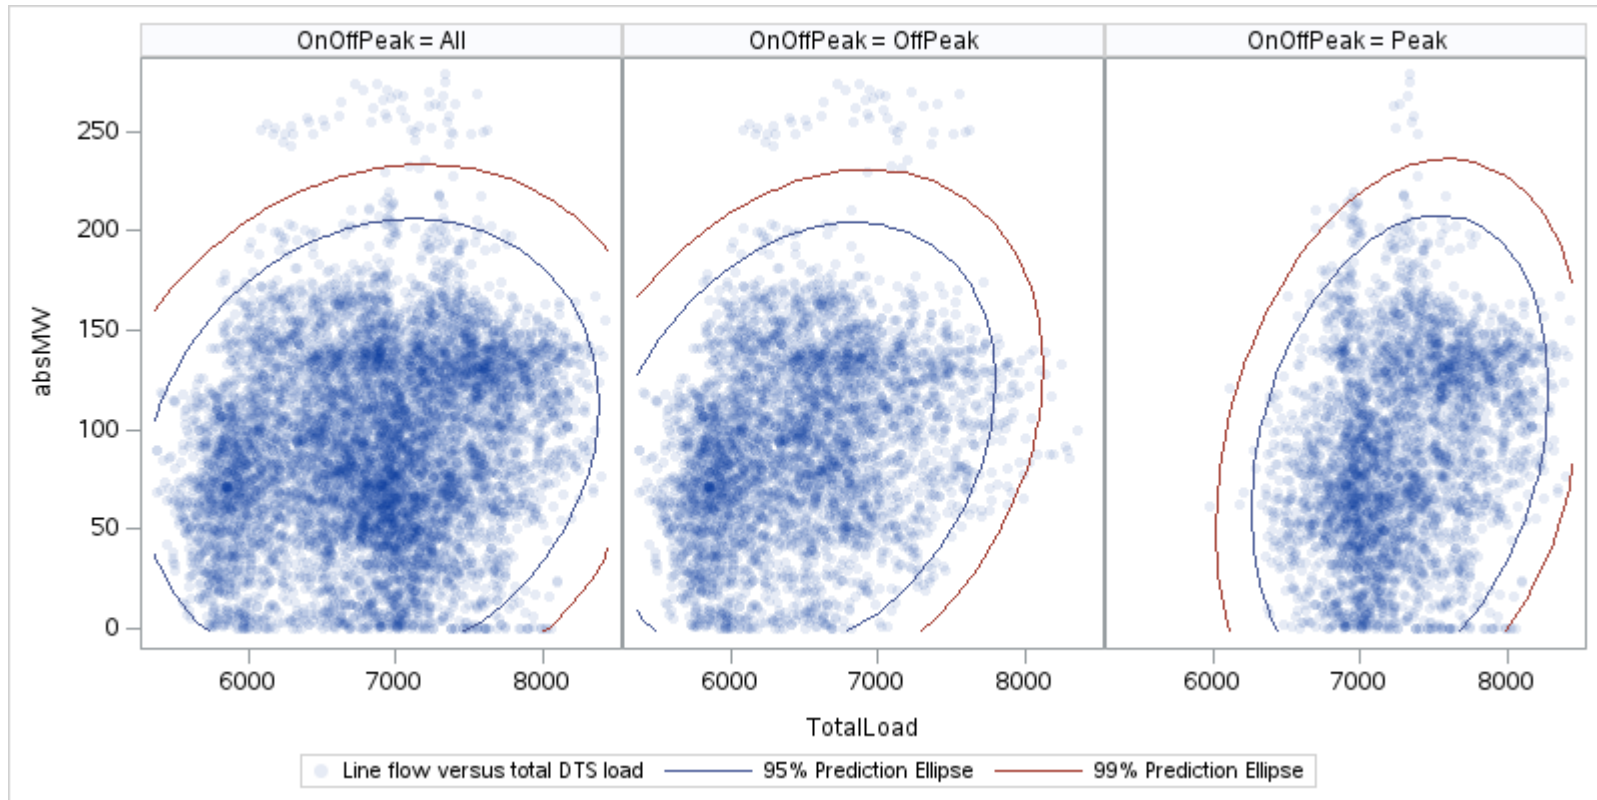 OnOffPeak = All
OnOffPeak = OffPeak
OnOffPeak = Peak
absMW
250
200
150
100
50
0
6000 7000 8000
6000 7000 8000
6000 7000 8000
TotalLoad
Line flow versus total DTS load
95% Prediction Ellipse
99% Prediction Ellipse